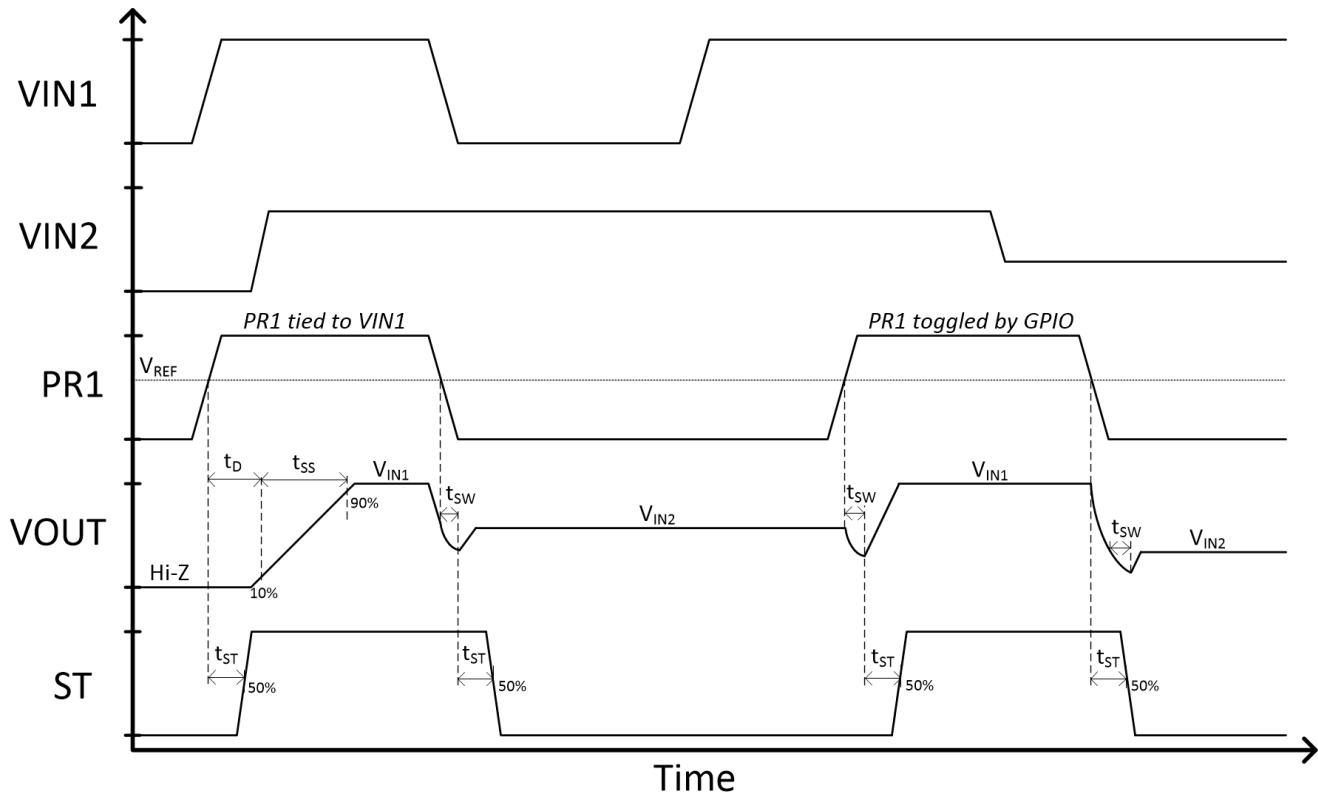 VIN1
VIN2
PR1 tied to VIN1
PR1 toggled by GPIO
VREF
PR1
tD
tSS
VIN1
90%
tSW
VIN2
tSW
VIN1
tSW
VIN2
VOUT
Hi-Z
10%
tST
50%
tST
50%
tST
50%
tST
50%
ST
Time